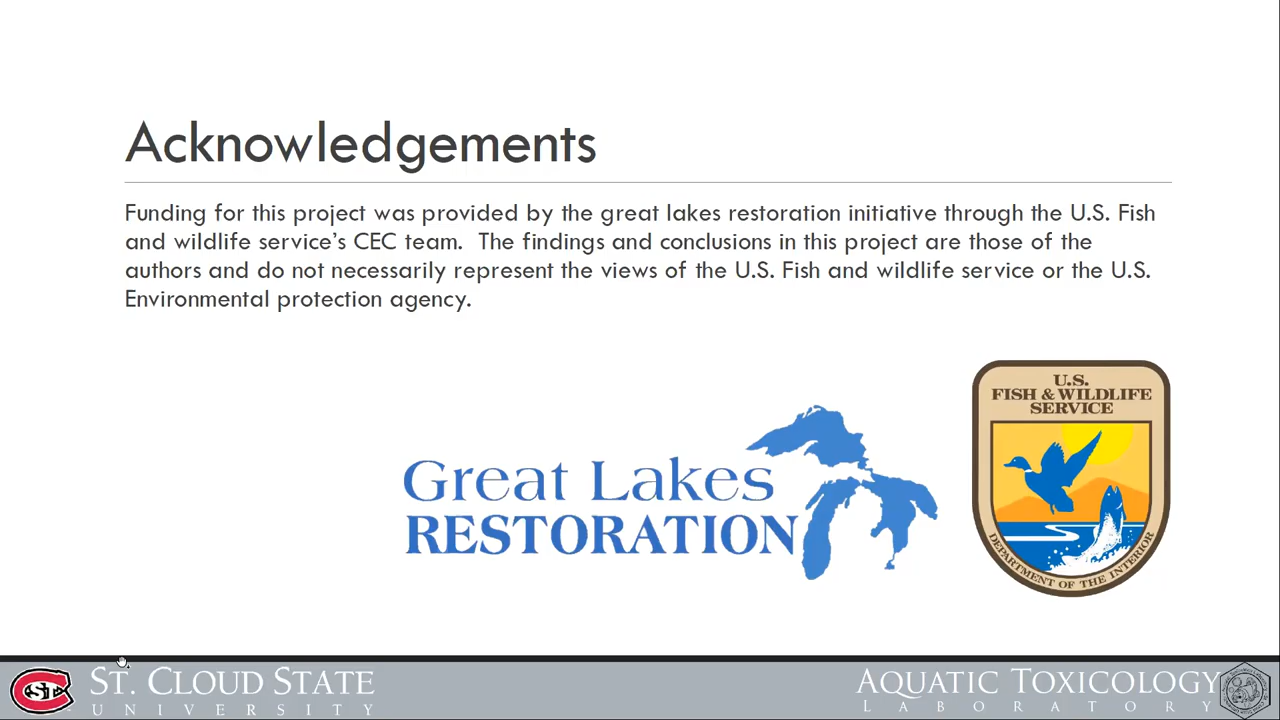 Acknowledgements
Funding for this project was provided by the great lakes restoration initiative through the U.S. Fish
and wildlife service’s CEC team.  The findings and conclusions in this project are those of the
authors and do not necessarily represent the views of the U.S. Fish and wildlife service or the U.S.
Environmental protection agency.
Great Lakes
RESTORATION
U.S.
FISH & WILDLIFE
SERVICE
DEPARTMENT OF THE INTERIOR
ST. CLOUD STATE
UNIVERSITY
AQUATIC TOXICOLOGY
LABORATORY